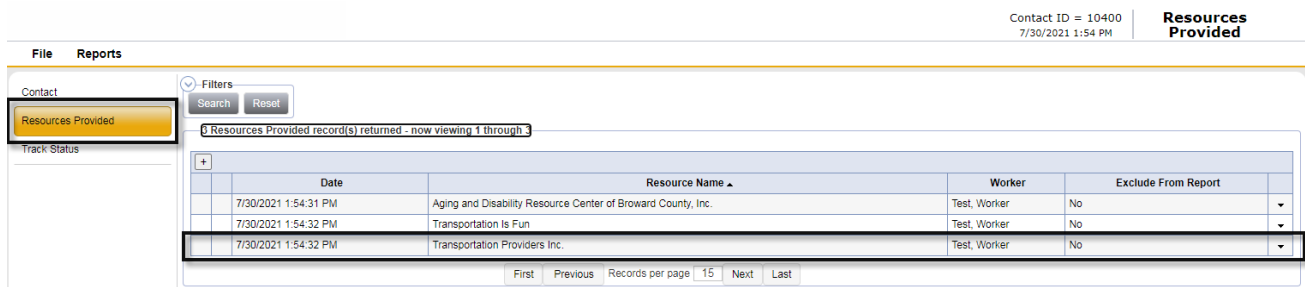 Contact ID = 10400
7/30/2021 1:54 PM
Resources
Provided
File Reports
Contact
Resources Provided
Track Status
Filters
Search Reset
3 Resources Provided record(s) returned - now viewing 1 through 3
+
Date Resource Name Worker Exclude From Report
7/30/2021 1:54:31 PM Aging and Disability Resource Center of Broward County, Inc. Test, Worker No
7/30/2021 1:54:32 PM Transportation Is Fun Test, Worker No
7/30/2021 1:54:32 PM Transportation Providers Inc. Test, Worker No
First Previous Records per page 15 Next Last